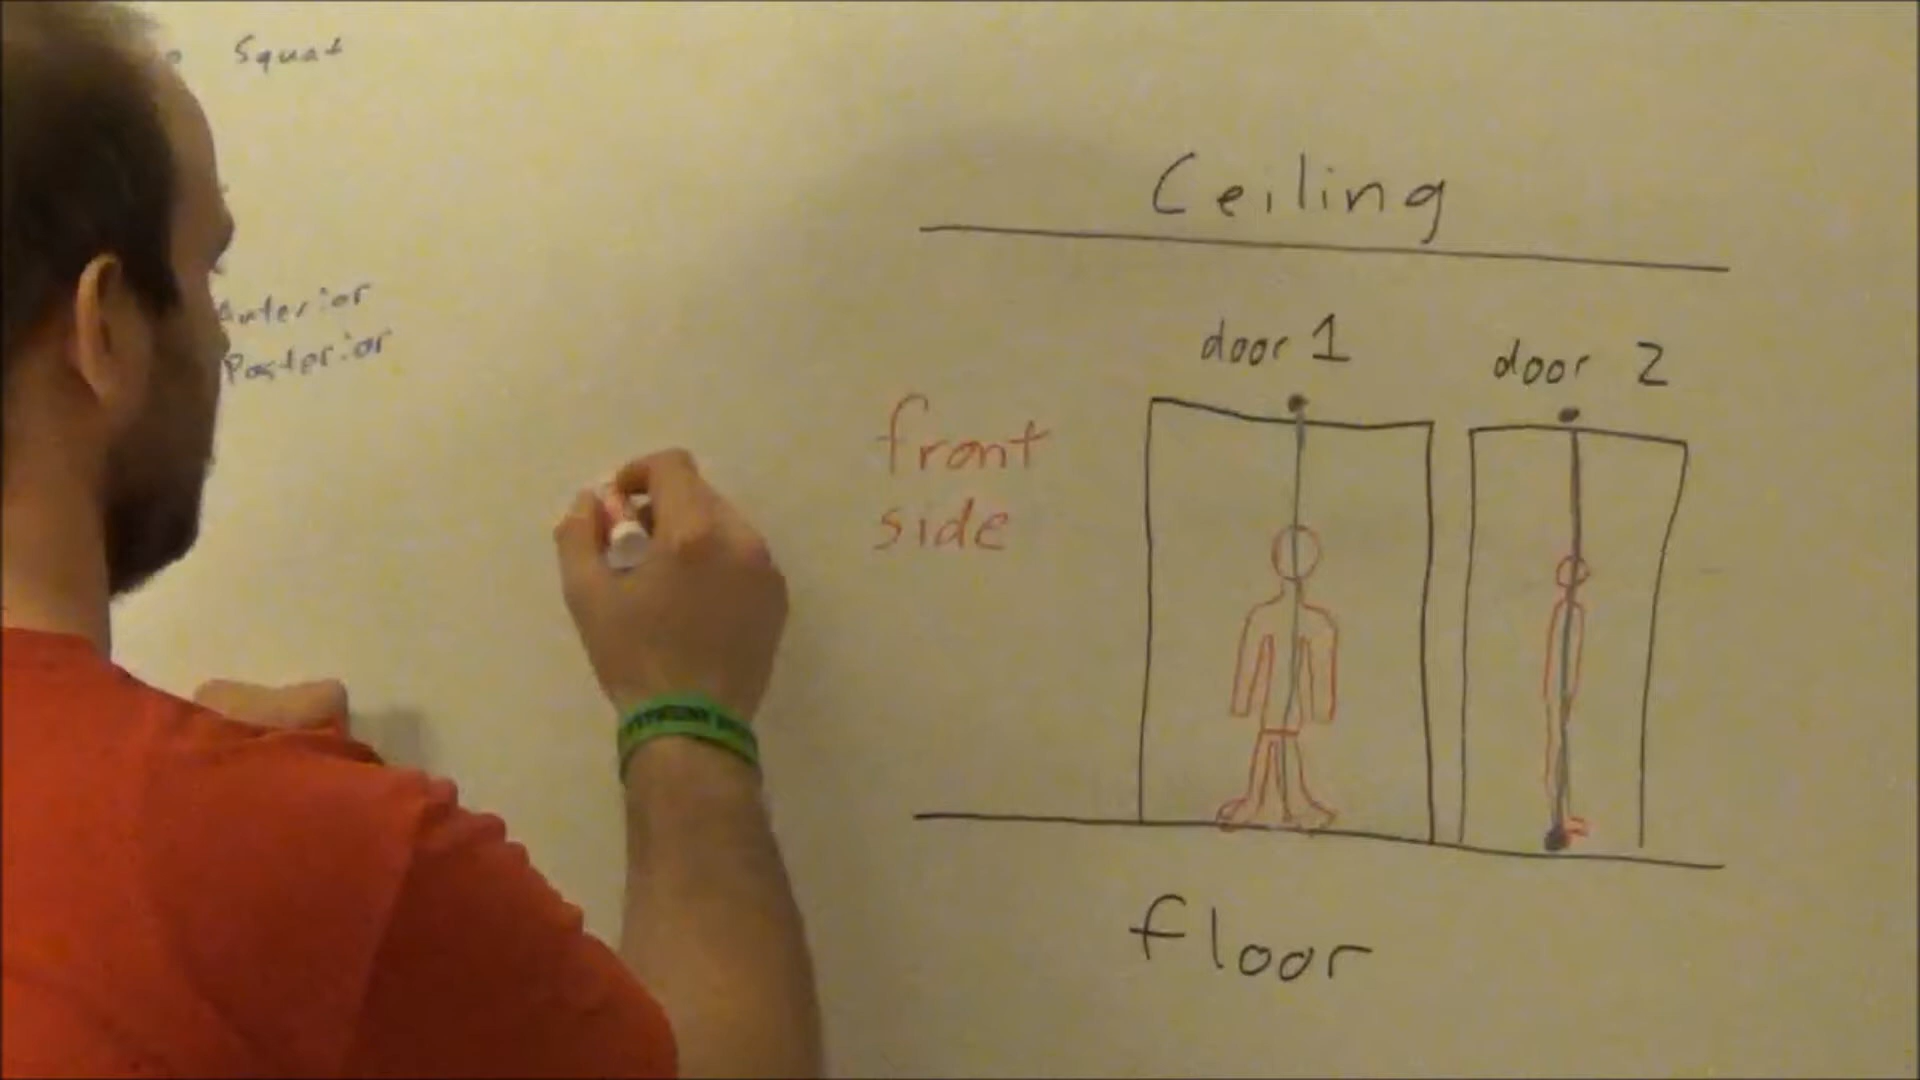 Squat
Anterior
Posterior
Ceiling
door 1
door 2
front
side
floor